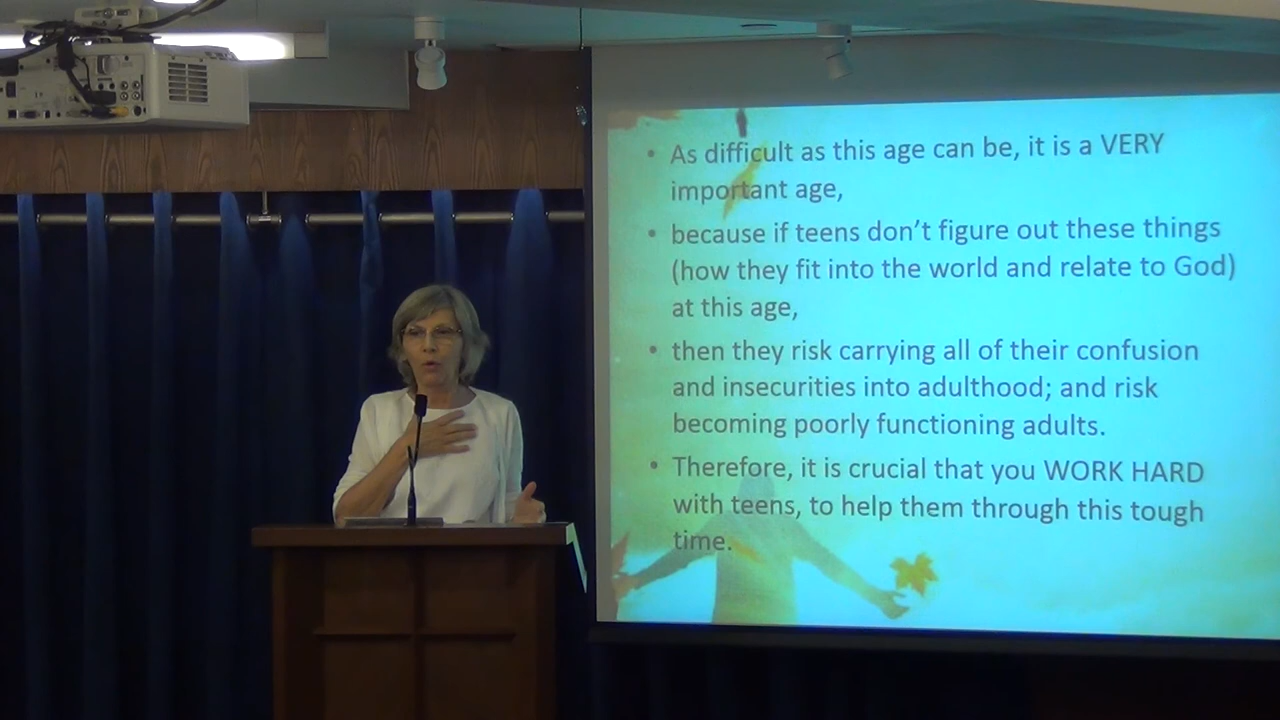 • As difficult as this age can be, it is a VERY
important age,
• because if teens don’t figure out these things
(how they fit into the world and relate to God)
at this age,
• then they risk carrying all of their confusion
and insecurities into adulthood; and risk
becoming poorly functioning adults.
• Therefore, it is crucial that you WORK HARD
with teens, to help them through this tough
time.